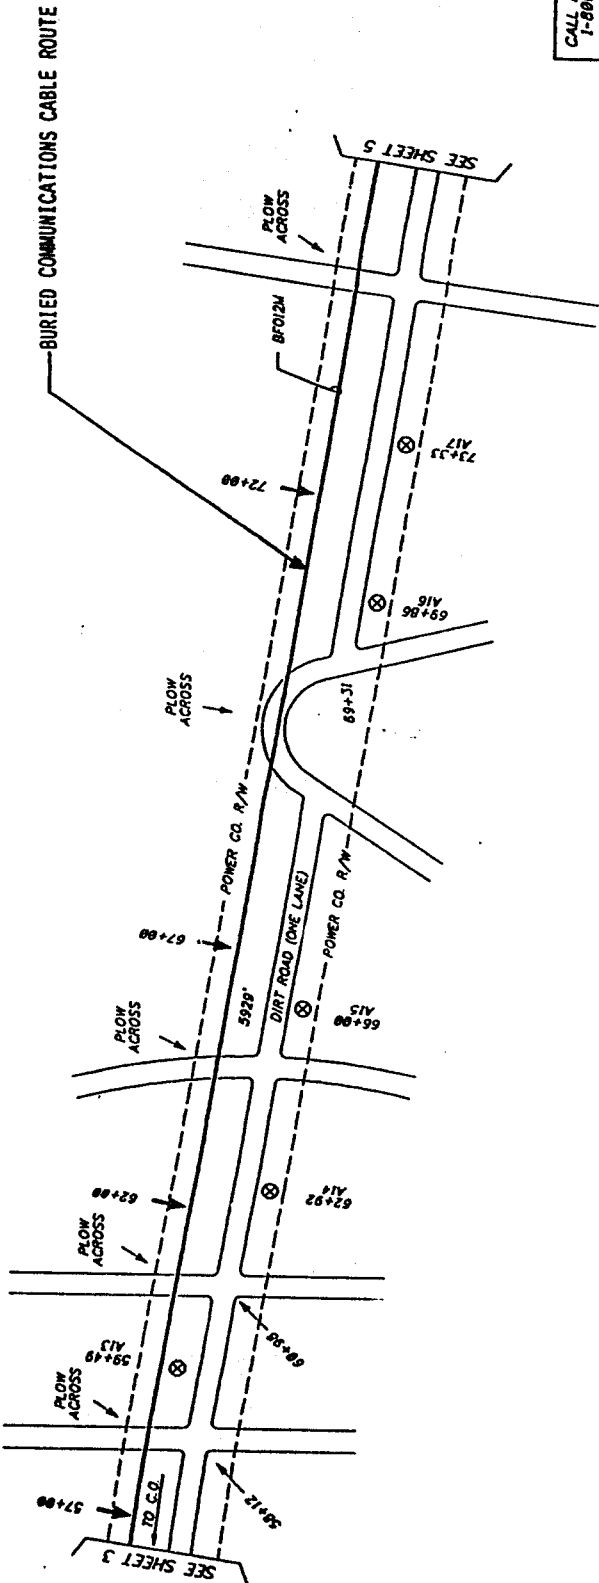 BURIED COMMUNICATIONS CABLE ROUTE
CALL
SEE SHEET 5
PLOW
ACROSS
BFO12M
73+33
A17
72+00
69+86
A16
69+31
PLOW
ACROSS
POWER CO. R/W
POWER CO. R/W
67+00
5929'
DIRT ROAD (ONE LANE)
66+00
A15
PLOW
ACROSS
62+92
A14
62+00
PLOW
ACROSS
60+98
59+49
A13
PLOW
ACROSS
58+12
57+00
TO C.O.
SEE SHEET 3